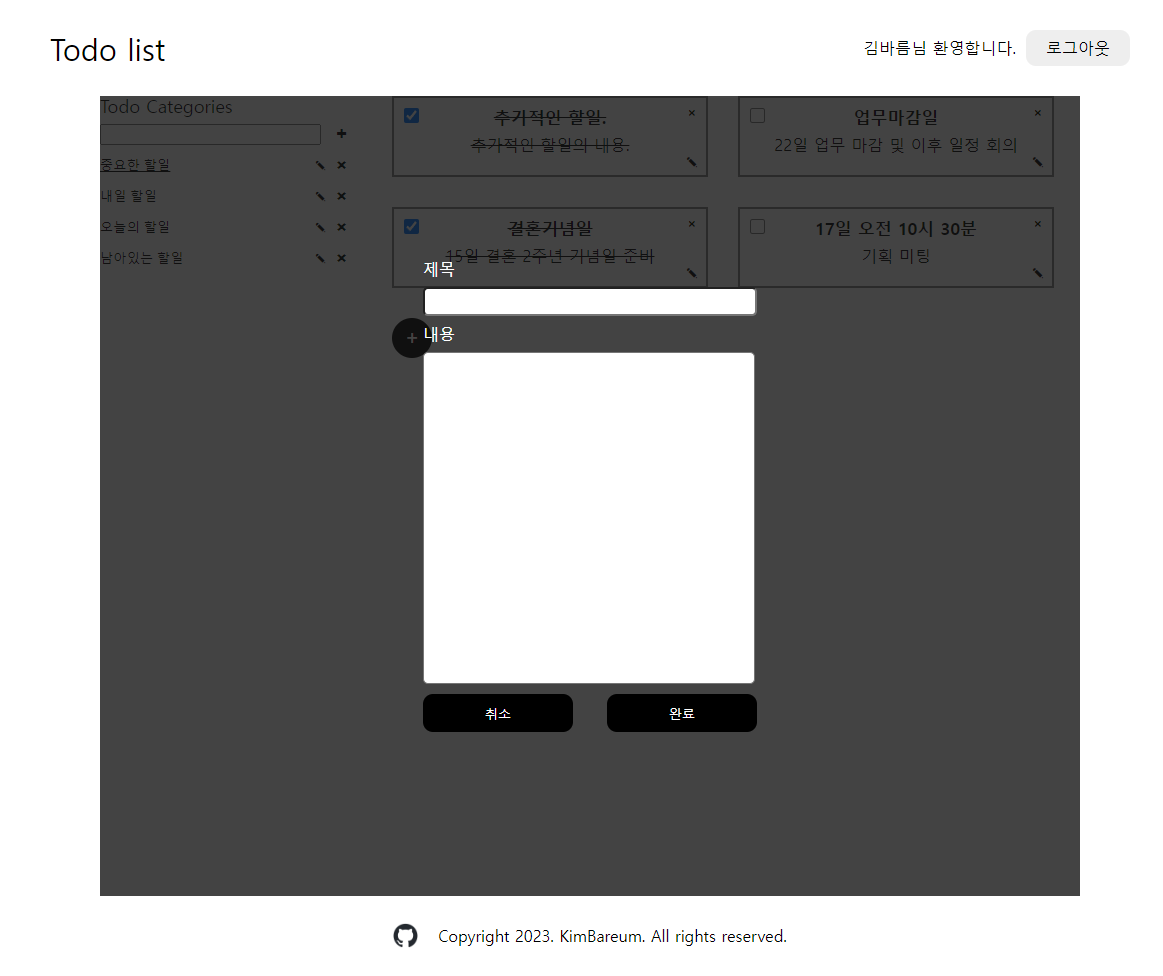 Todo list
김바름님 환영합니다.
로그아웃
Todo Categories
중요한 할일
내일 할일
오늘의 할일
남아있는 할일
추가적인 할일.
추가적인 할일의 내용.
업무마감일
22일 업무 마감 및 이후 일정 회의
결혼기념일
15일 결혼 2주년 기념일 준비
17일 오전 10시 30분
기획 미팅
제목
내용
취소
완료
Copyright 2023. KimBareum. All rights reserved.